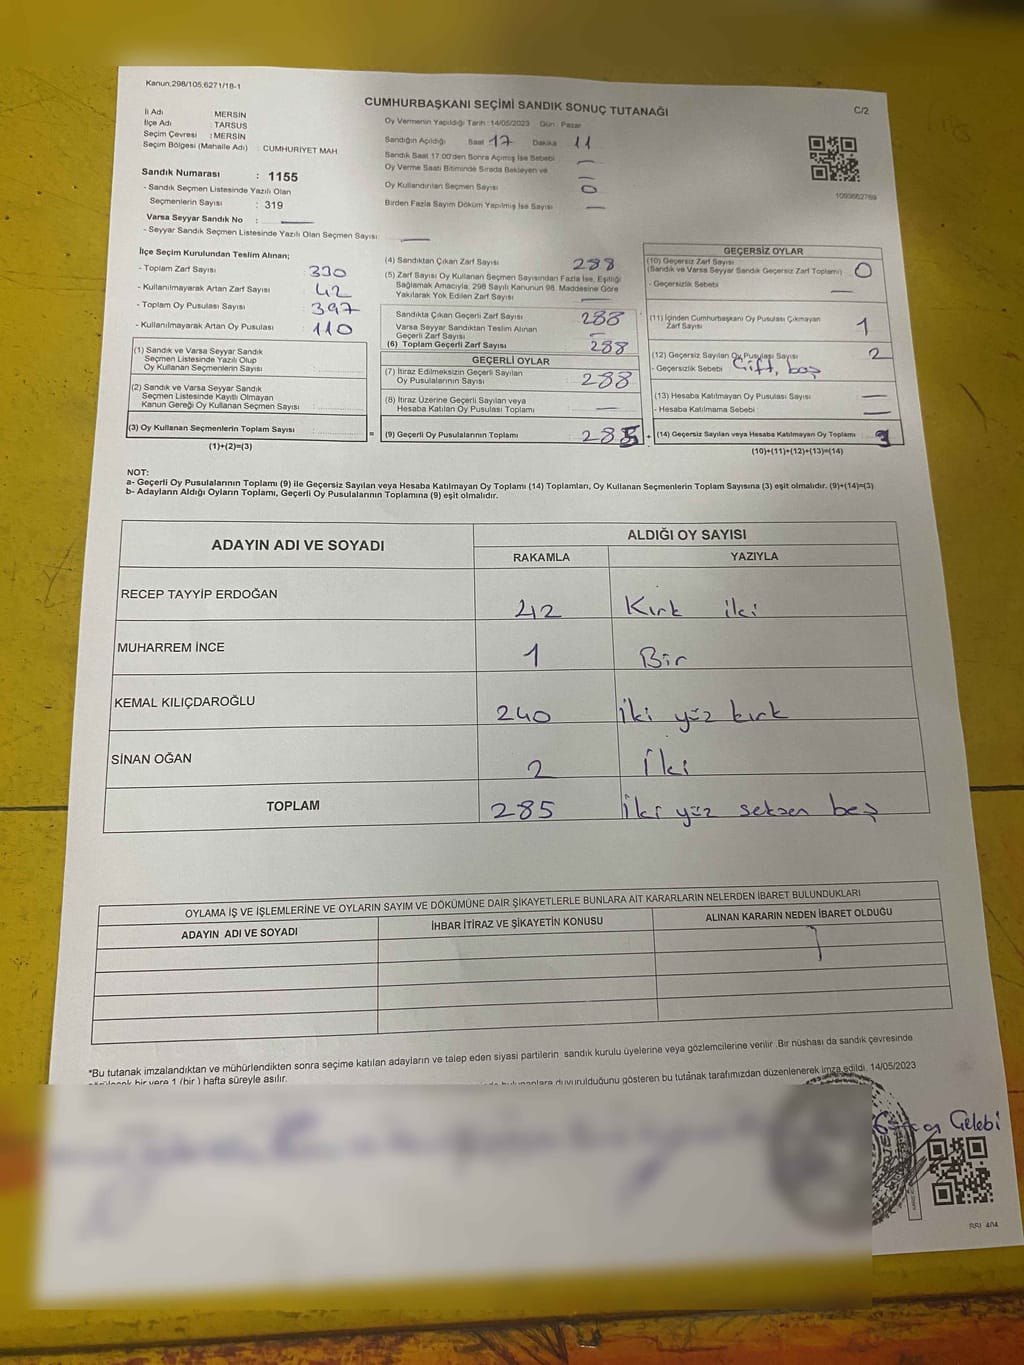 Kanun:298/105,6271/18-1
CUMHURBAŞKANI SEÇİMİ SANDIK SONUÇ TUTANAĞI
C/2
İl Adı : MERSİN
İlçe Adı : TARSUS
Seçim Çevresi : MERSİN
Seçim Bölgesi (Mahalle Adı) : CUMHURİYET MAH.
Sandık Numarası : 1155
- Sandık Seçmen Listesinde Yazılı Olan
Seçmenlerin Sayısı : 319
Varsa Seyyar Sandık No :
- Seyyar Sandık Seçmen Listesinde Yazılı Olan Seçmen Sayısı:
Oy Vermenin Yapıldığı Tarih :14/05/2023 Gün : Pazar
Sandığın Açıldığı Saat 17 Dakika 11
Sandık Saat 17:00'den Sonra Açımış İse Sebebi
Oy Verme Saati Bitiminde Sırada Bekleyen ve
Oy Kullandırılan Seçmen Sayısı 0
Birden Fazla Sayım Döküm Yapılmış İse Sayısı —
1093662769
İlçe Seçim Kurulundan Teslim Alınan;
- Toplam Zarf Sayısı : 330
- Kullanılmayarak Artan Zarf Sayısı : 42
- Toplam Oy Pusulası Sayısı : 397
- Kullanılmayarak Artan Oy Pusulası : 110
(1) Sandık ve Varsa Seyyar Sandık
Seçmen Listesinde Yazılı Olup
Oy Kullanan Seçmenlerin Sayısı :
(2) Sandık ve Varsa Seyyar Sandık
Seçmen Listesinde Kayıtlı Olmayan
Kanun Gereği Oy Kullanan Seçmen Sayısı :
(3) Oy Kullanan Seçmenlerin Toplam Sayısı : =
(1)+(2)=(3)
(4) Sandıktan Çıkan Zarf Sayısı : 288
(5) Zarf Sayısı Oy Kullanan Seçmen Sayısından Fazla İse, Eşitliği
Sağlamak Amacıyla, 298 Sayılı Kanunun 98. Maddesine Göre
Yakılarak Yok Edilen Zarf Sayısı —
Sandıkta Çıkan Geçerli Zarf Sayısı : 288
Varsa Seyyar Sandıktan Teslim Alınan
Geçerli Zarf Sayısı : —
(6) Toplam Geçerli Zarf Sayısı : 288
GEÇERLİ OYLAR
(7) İtiraz Edilmeksizin Geçerli Sayılan
Oy Pusulalarının Sayısı : 288
(8) İtiraz Üzerine Geçerli Sayılan veya
Hesaba Katılan Oy Pusulası Toplamı : —
(9) Geçerli Oy Pusulalarının Toplamı : 285 +
GEÇERSİZ OYLAR
(10) Geçersiz Zarf Sayısı
(Sandık ve Varsa Seyyar Sandık Geçersiz Zarf Toplamı) : 0
- Geçersizlik Sebebi —
(11) İçinden Cumhurbaşkanı Oy Pusulası Çıkmayan
Zarf Sayısı 1
(12) Geçersiz Sayılan Oy Pusulası Sayısı 2
- Geçersizlik Sebebi Çift, boş
(13) Hesaba Katılmayan Oy Pusulası Sayısı —
- Hesaba Katılmama Sebebi —
(14) Geçersiz Sayılan veya Hesaba Katılmayan Oy Toplamı : 3
(10)+(11)+(12)+(13)=(14)
NOT:
a- Geçerli Oy Pusulalarının Toplamı (9) ile Geçersiz Sayılan veya Hesaba Katılmayan Oy Toplamı (14) Toplamları, Oy Kullanan Seçmenlerin Toplam Sayısına (3) eşit olmalıdır. (9)+(14)=(3)
b- Adayların Aldığı Oyların Toplamı, Geçerli Oy Pusulalarının Toplamına (9) eşit olmalıdır.
ADAYIN ADI VE SOYADI
ALDIĞI OY SAYISI
RAKAMLA YAZIYLA
RECEP TAYYİP ERDOĞAN 42 Kırk iki
MUHARREM İNCE 1 Bir
KEMAL KILIÇDAROĞLU 240 iki yüz kırk
SİNAN OĞAN 2 iki
TOPLAM 285 iki yüz seksen beş
OYLAMA İŞ VE İŞLEMLERİNE VE OYLARIN SAYIM VE DÖKÜMÜNE DAİR ŞİKAYETLERLE BUNLARA AİT KARARLARIN NELERDEN İBARET BULUNDUKLARI
ADAYIN ADI VE SOYADI İHBAR İTİRAZ VE ŞİKAYETİN KONUSU ALINAN KARARIN NEDEN İBARET OLDUĞU
*Bu tutanak imzalandıktan ve mühürlendikten sonra seçime katılan adayların ve talep eden siyasi partilerin sandık kurulu üyelerine veya gözlemcilerine verilir .Bir nüshası da sandık çevresinde
bir yere 1 (bir ) hafta süreyle asılır.
duyurulduğunu gösteren bu tutanak tarafımızdan düzenlenerek imza edildi. 14/05/2023
Çelebi